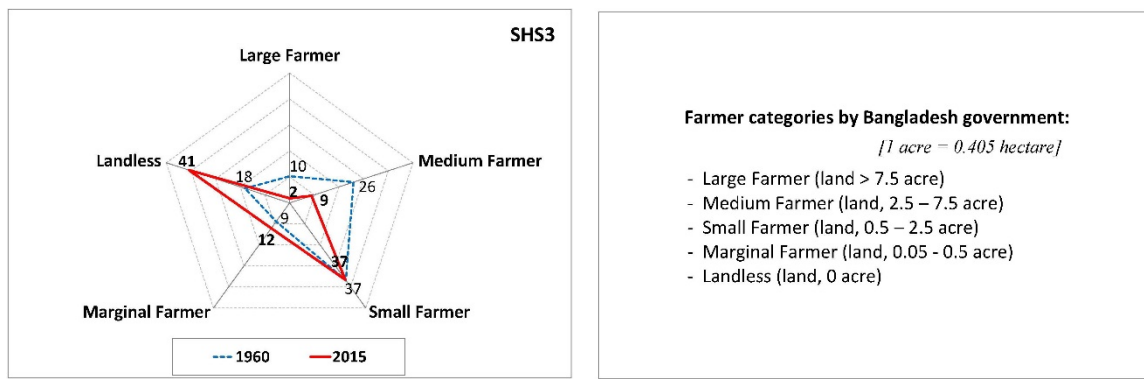 SHS3
Large Farmer
10
Landless
41
18
Medium Farmer
26
2
9
9
12
37
37
Marginal Farmer
Small Farmer
1960
2015
Farmer categories by Bangladesh government:
[1 acre = 0.405 hectare]
- Large Farmer (land > 7.5 acre)
- Medium Farmer (land, 2.5 – 7.5 acre)
- Small Farmer (land, 0.5 – 2.5 acre)
- Marginal Farmer (land, 0.05 - 0.5 acre)
- Landless (land, 0 acre)